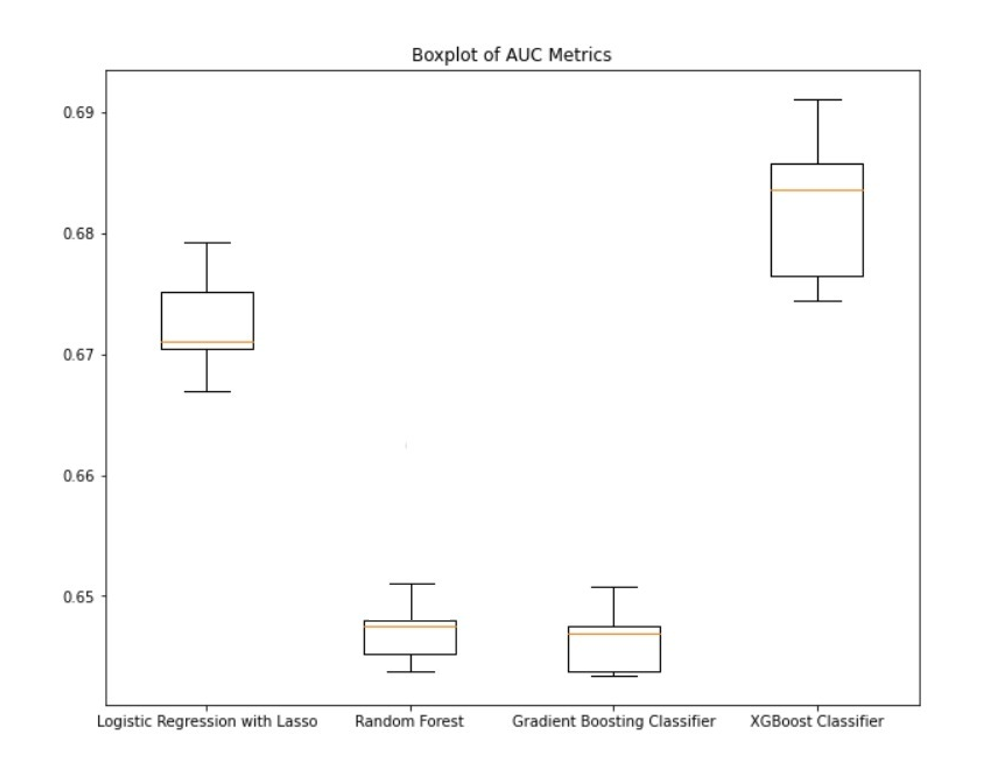 Boxplot of AUC Metrics
0.69
0.68
0.67
0.66
0.65
Logistic Regression with Lasso
Random Forest
Gradient Boosting Classifier
XGBoost Classifier